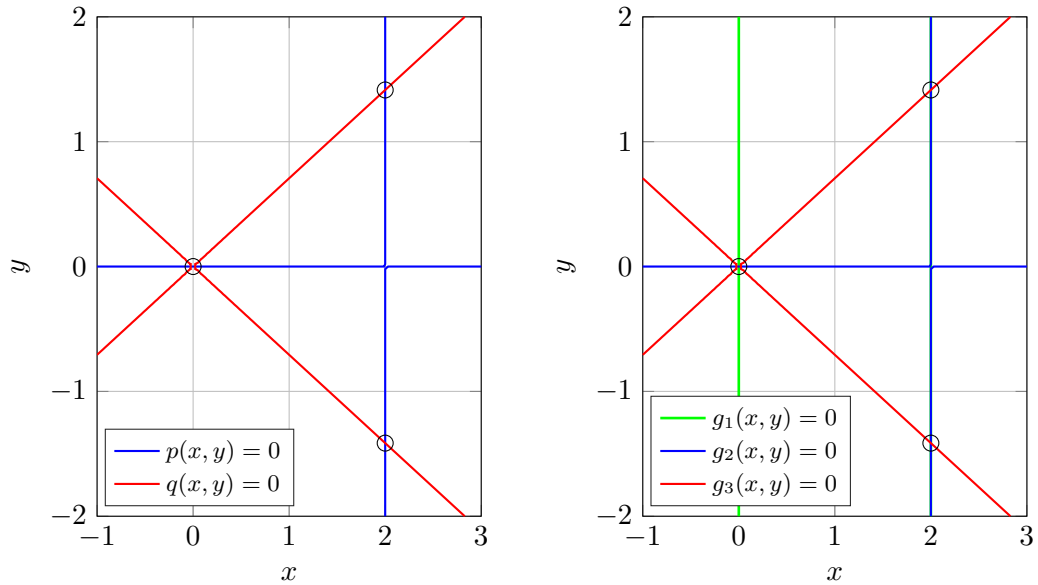 2
1
0
−1
−2
−1 0 1 2 3
x
y
p(x, y) = 0
q(x, y) = 0
2
1
0
−1
−2
−1 0 1 2 3
x
y
g₁(x, y) = 0
g₂(x, y) = 0
g₃(x, y) = 0